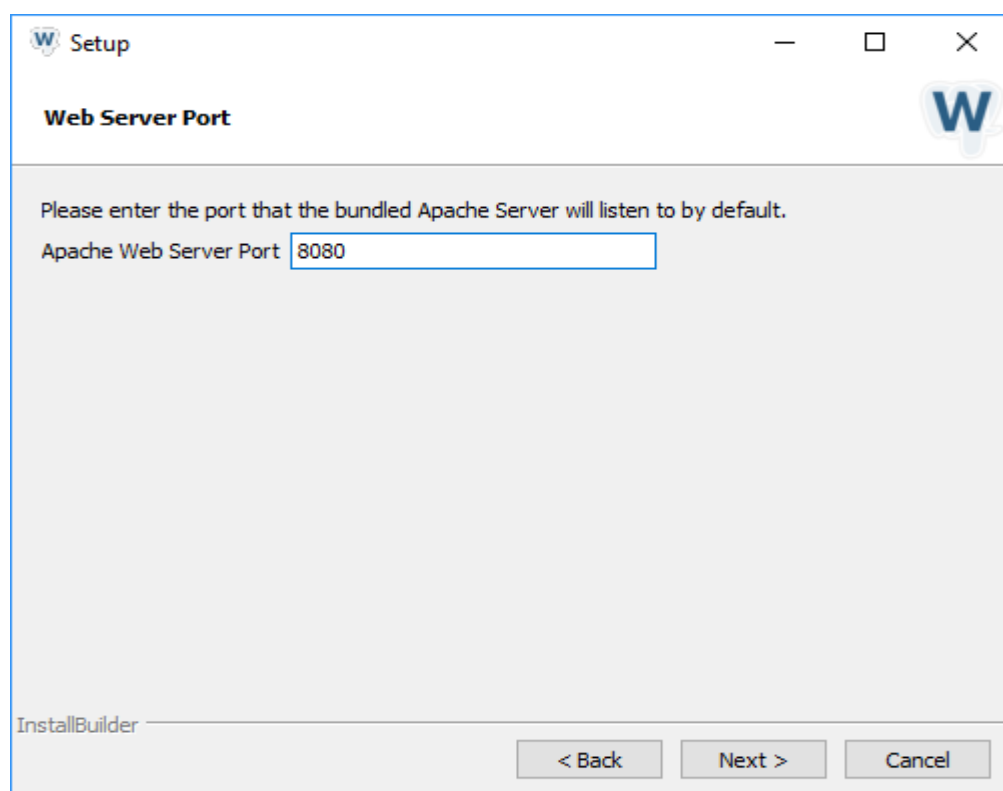 W Setup
Web Server Port
W
Please enter the port that the bundled Apache Server will listen to by default.
Apache Web Server Port 8080
InstallBuilder
< Back Next > Cancel